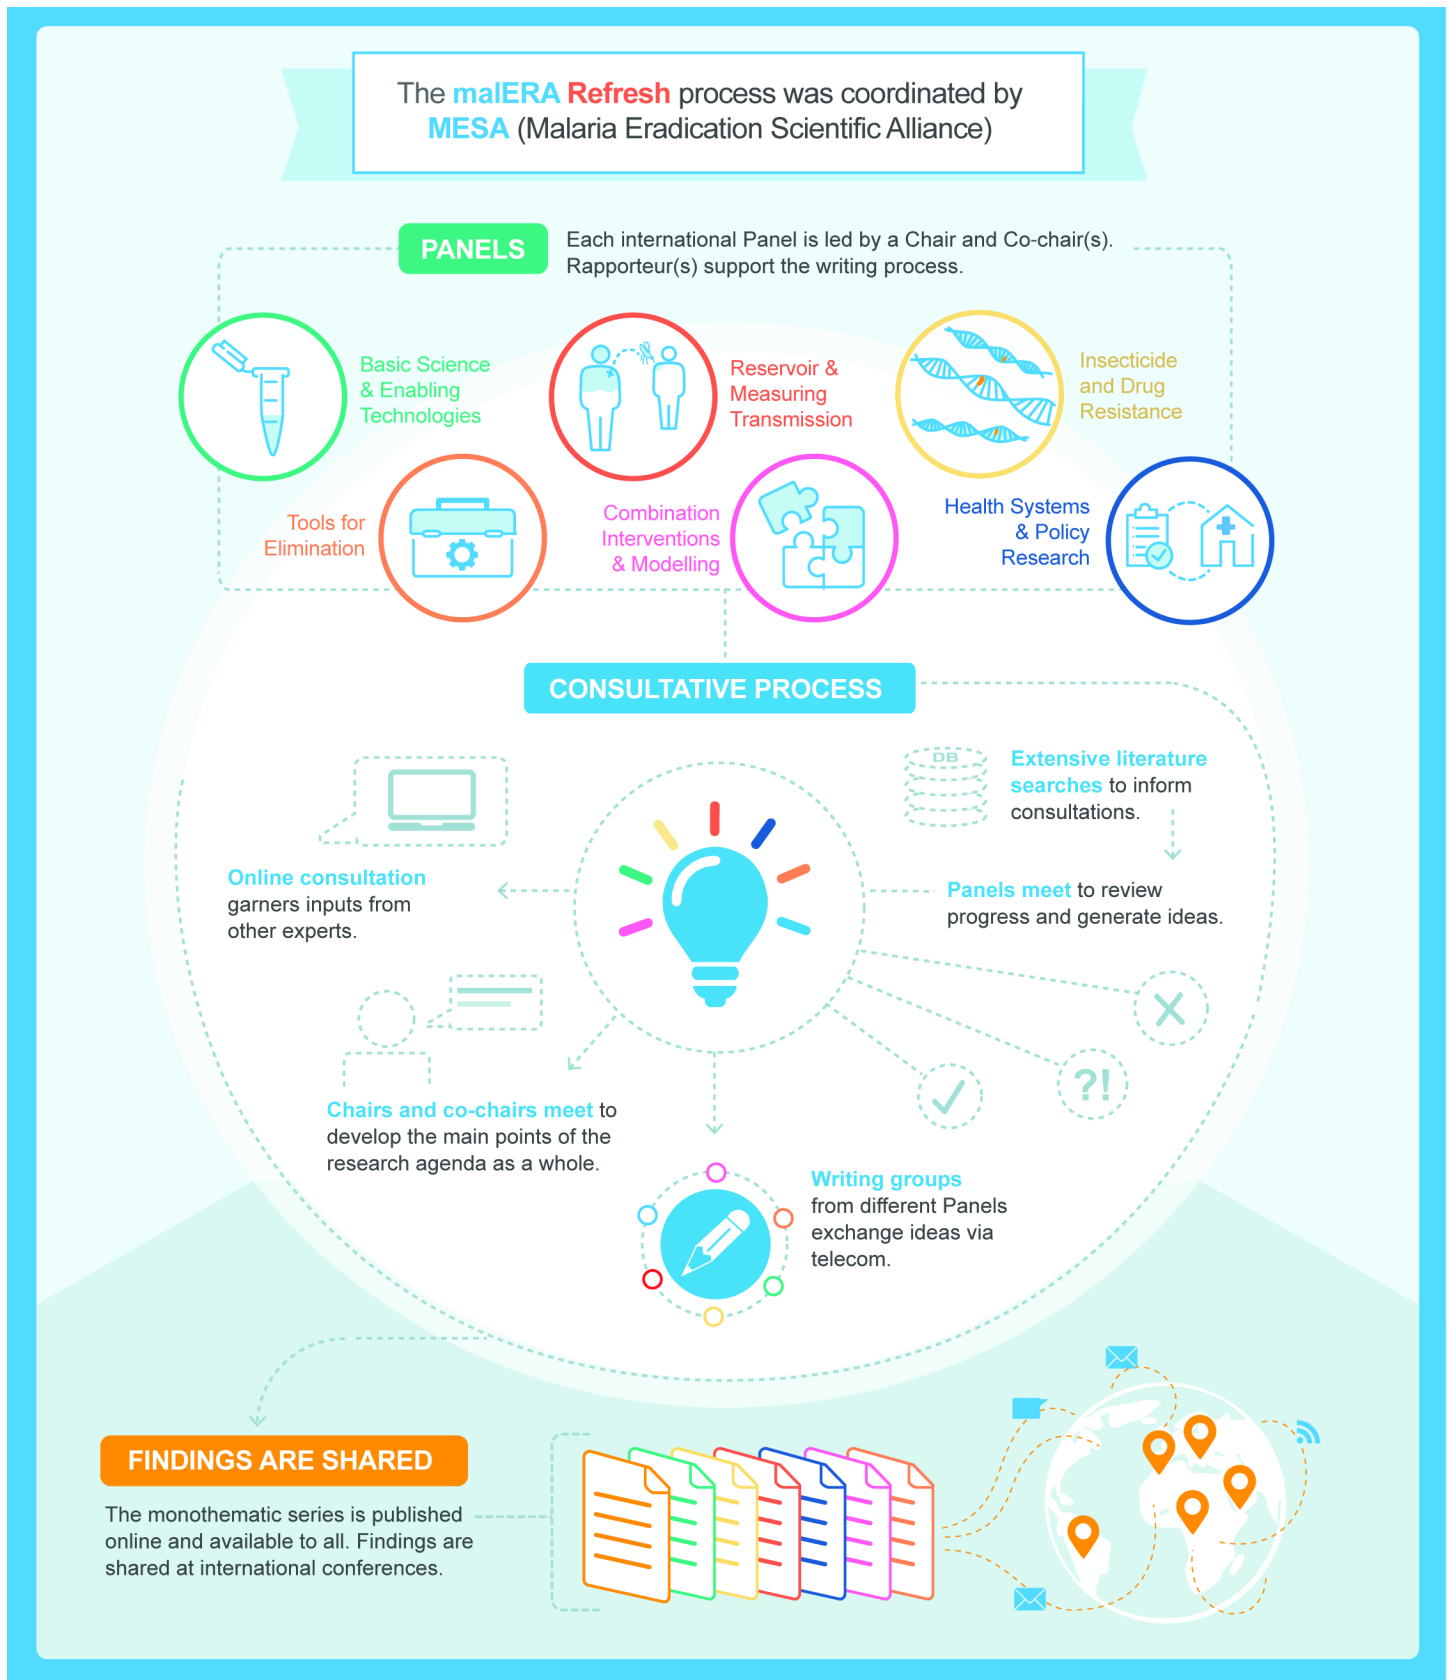 The malERA Refresh process was coordinated by
MESA (Malaria Eradication Scientific Alliance)
PANELS
Each international Panel is led by a Chair and Co-chair(s).
Rapporteur(s) support the writing process.
Basic Science
& Enabling
Technologies
Reservoir &
Measuring
Transmission
Insecticide
and Drug
Resistance
Tools for
Elimination
Combination
Interventions
& Modelling
Health Systems
& Policy
Research
CONSULTATIVE PROCESS
DB
Extensive literature
searches to inform
consultations.
Online consultation
garners inputs from
other experts.
Panels meet to review
progress and generate ideas.
?!
Chairs and co-chairs meet to
develop the main points of the
research agenda as a whole.
Writing groups
from different Panels
exchange ideas via
telecom.
FINDINGS ARE SHARED
The monothematic series is published
online and available to all. Findings are
shared at international conferences.